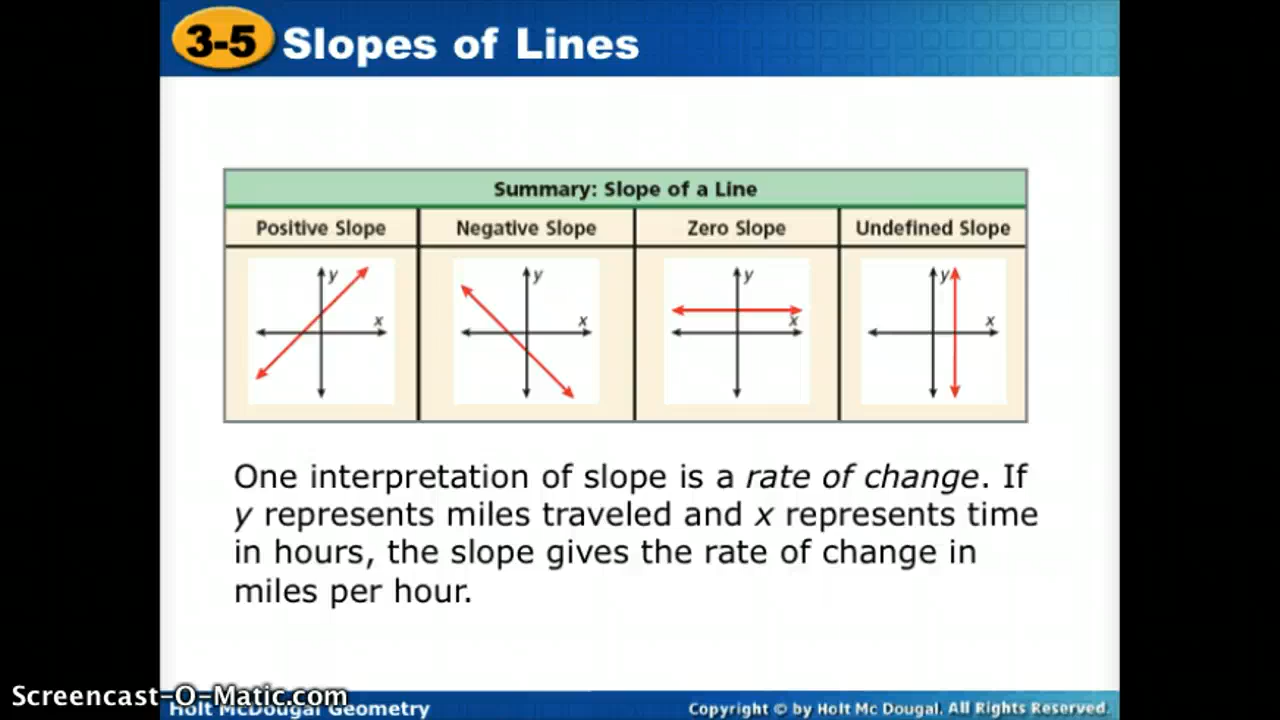 3-5 Slopes of Lines
Summary: Slope of a Line
Positive Slope Negative Slope Zero Slope Undefined Slope
y y y y
x x x x
One interpretation of slope is a rate of change. If
y represents miles traveled and x represents time
in hours, the slope gives the rate of change in
miles per hour.
Screencast-O-Matic.com
Holt McDougal Geometry Copyright © by Holt Mc Dougal. All Rights Reserved.